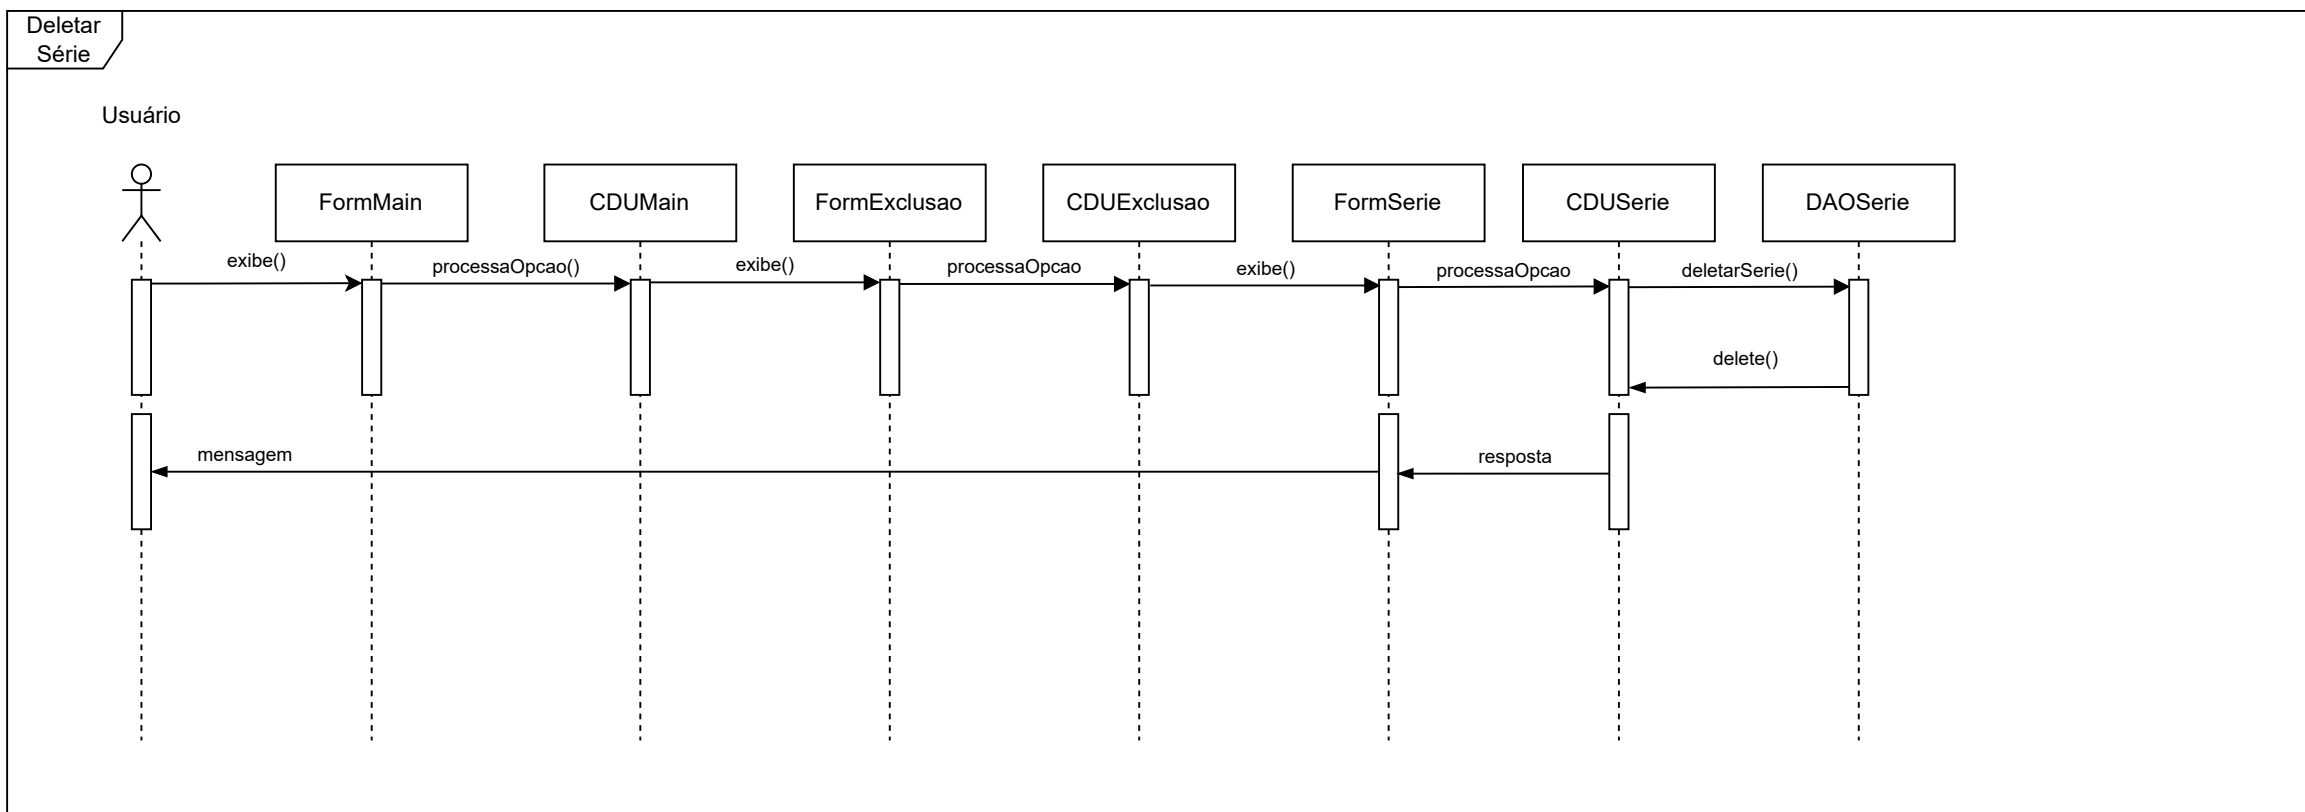 Deletar
Série
Usuário
FormMain
CDUMain
FormExclusao
CDUExclusao
FormSerie
CDUSerie
DAOSerie
exibe()
processaOpcao()
exibe()
processaOpcao
exibe()
processaOpcao
deletarSerie()
delete()
mensagem
resposta